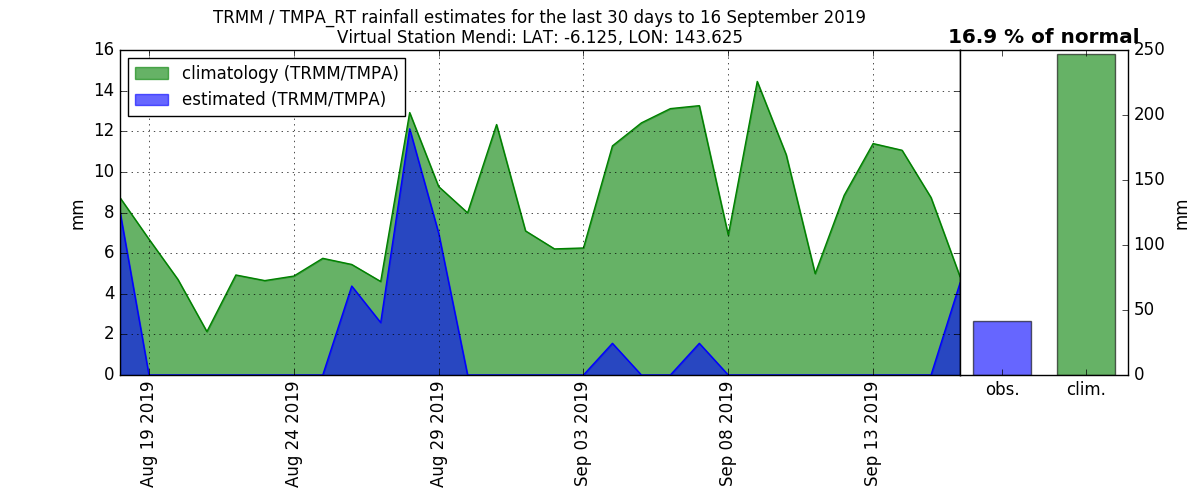 TRMM / TMPA_RT rainfall estimates for the last 30 days to 16 September 2019
Virtual Station Mendi: LAT: -6.125, LON: 143.625
16.9 % of normal
climatology (TRMM/TMPA)
estimated (TRMM/TMPA)
mm
16
14
12
10
8
6
4
2
0
Aug 19 2019
Aug 24 2019
Aug 29 2019
Sep 03 2019
Sep 08 2019
Sep 13 2019
250
200
150
100
50
0
mm
obs.
clim.